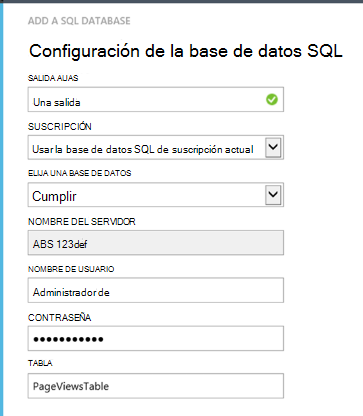 ADD A SQL DATABASE
Configuración de la base de datos SQL
SALIDA AUAS
Una salida
SUSCRIPCIÓN
Usar la base de datos SQL de suscripción actual
ELIJA UNA BASE DE DATOS
Cumplir
NOMBRE DEL SERVIDOR
ABS 123def
NOMBRE DE USUARIO
Administrador de
CONTRASEÑA
●●●●●●●●●●●
TABLA
PageViewsTable